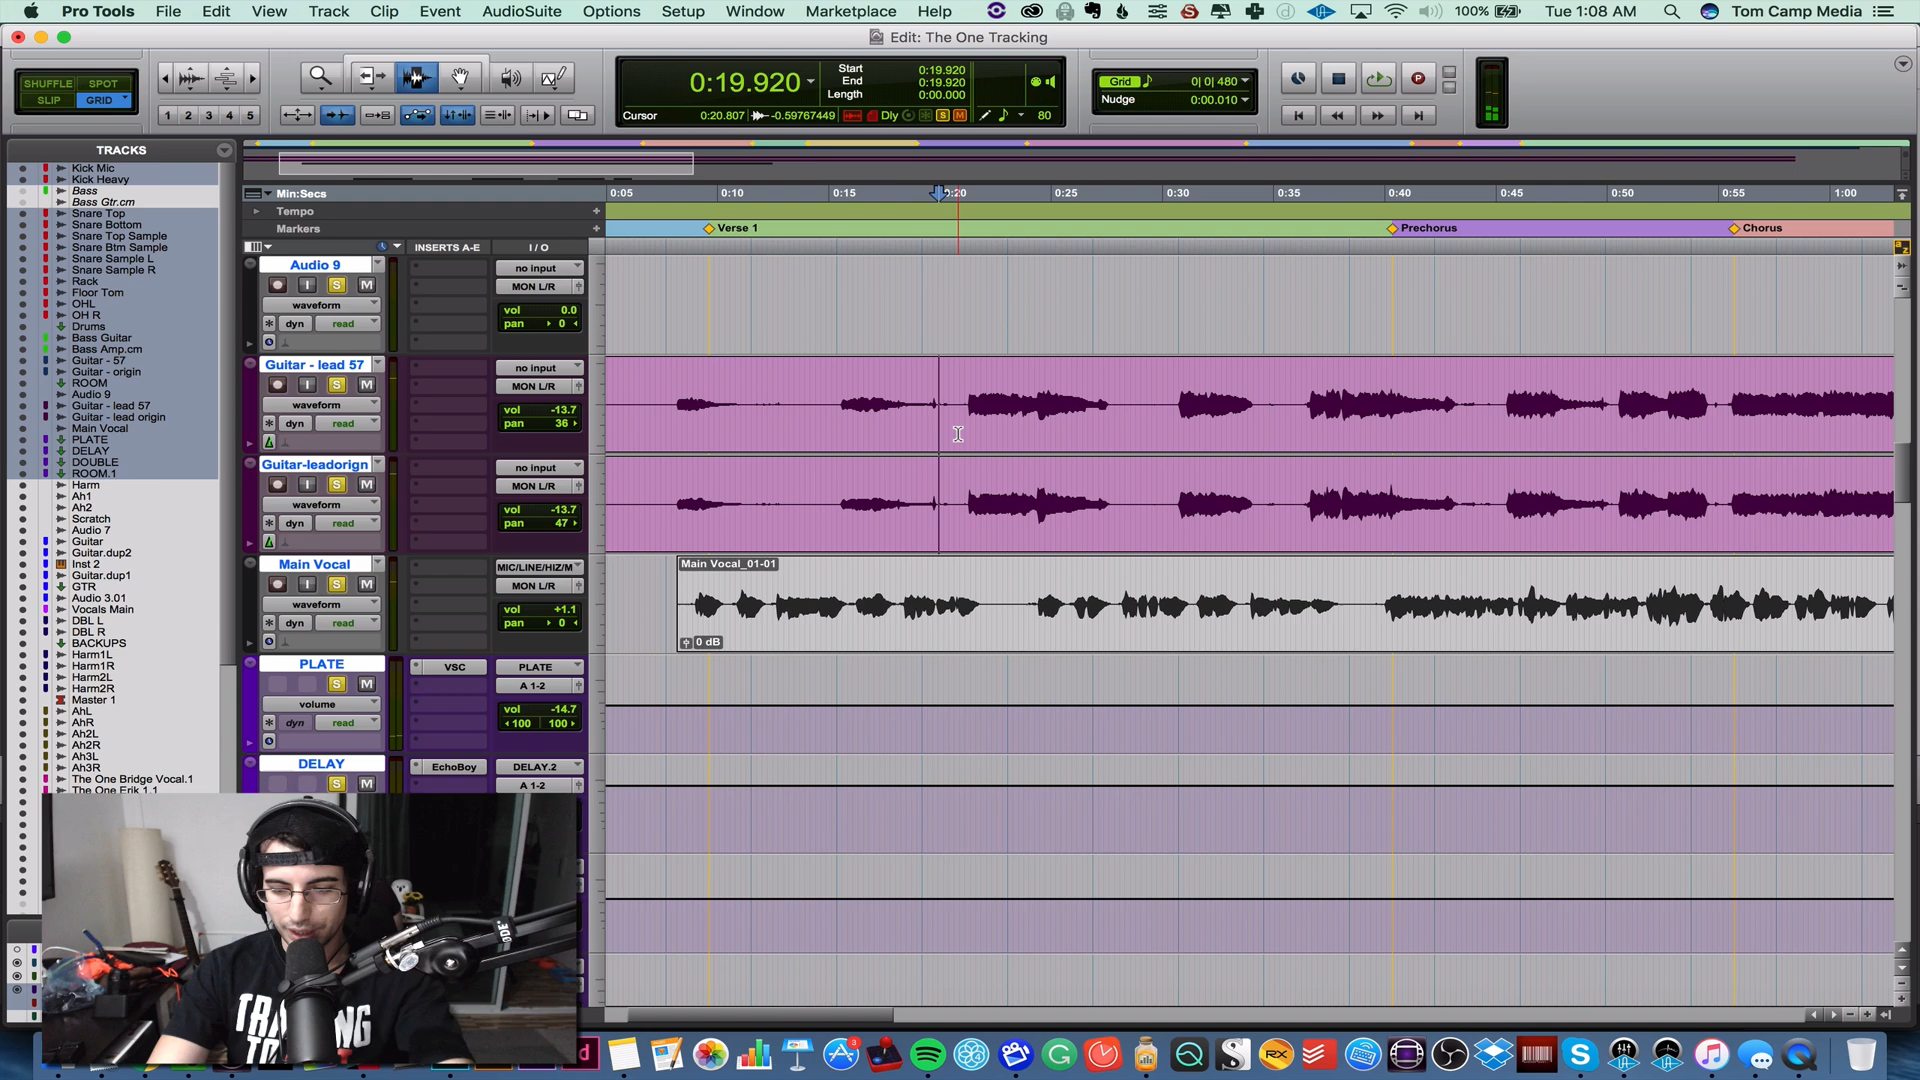 Pro Tools File Edit View Track Clip Event AudioSuite Options Setup Window Marketplace Help 100% Tue 1:08 AM Tom Camp Media
Edit: The One Tracking
SHUFFLE SPOT
SLIP GRID
1 2 3 4 5
0:19.920
Start 0:19.920
End 0:19.920
Length 0:00.000
Cursor 0:20.807 -0.59767449 Dly S M 80
Grid 0| 0| 480
Nudge 0:00.010
TRACKS
Kick Mic
Kick Heavy
Bass
Bass Gtr.cm
Snare Top
Snare Bottom
Snare Top Sample
Snare Btm Sample
Snare Sample L
Snare Sample R
Rack
Floor Tom
OHL
OH R
Drums
Bass Guitar
Bass Amp.cm
Guitar - 57
Guitar - origin
ROOM
Audio 9
Guitar - lead 57
Guitar - lead origin
Main Vocal
PLATE
DELAY
DOUBLE
ROOM.1
Harm
Ah1
Ah2
Scratch
Audio 7
Guitar
Guitar.dup2
Inst 2
Guitar.dup1
GTR
Audio 3.01
Vocals Main
DBL L
DBL R
BACKUPS
Harm1L
Harm1R
Harm2L
Harm2R
Master 1
AhL
AhR
Ah2L
Ah2R
Ah3L
Ah3R
The One Bridge Vocal.1
The One Erik 1.1
Min:Secs
0:05 0:10 0:15 0:20 0:25 0:30 0:35 0:40 0:45 0:50 0:55 1:00
Tempo
Markers
Verse 1 Prechorus Chorus
INSERTS A-E I / O
Audio 9
I S M
waveform
dyn read
no input
MON L/R
vol 0.0
pan 0
Guitar - lead 57
I S M
waveform
dyn read
no input
MON L/R
vol -13.7
pan 36
Guitar-leadorign
I S M
waveform
dyn read
no input
MON L/R
vol -13.7
pan 47
Main Vocal
I S M
waveform
dyn read
MIC/LINE/HIZ/M
MON L/R
vol +1.1
pan 0
Main Vocal_01-01
0 dB
PLATE
S M
volume
dyn read
VSC
PLATE
A 1-2
vol -14.7
100 100
DELAY
S M
EchoBoy
DELAY.2
A 1-2